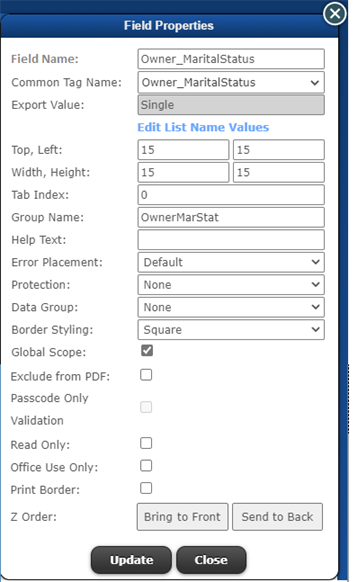 Field Properties
Field Name: Owner_MaritalStatus
Common Tag Name: Owner_MaritalStatus
Export Value: Single
Edit List Name Values
Top, Left: 15 15
Width, Height: 15 15
Tab Index: 0
Group Name: OwnerMarStat
Help Text:
Error Placement: Default
Protection: None
Data Group: None
Border Styling: Square
Global Scope:
Exclude from PDF:
Passcode Only
Validation
Read Only:
Office Use Only:
Print Border:
Z Order: Bring to Front Send to Back
Update Close